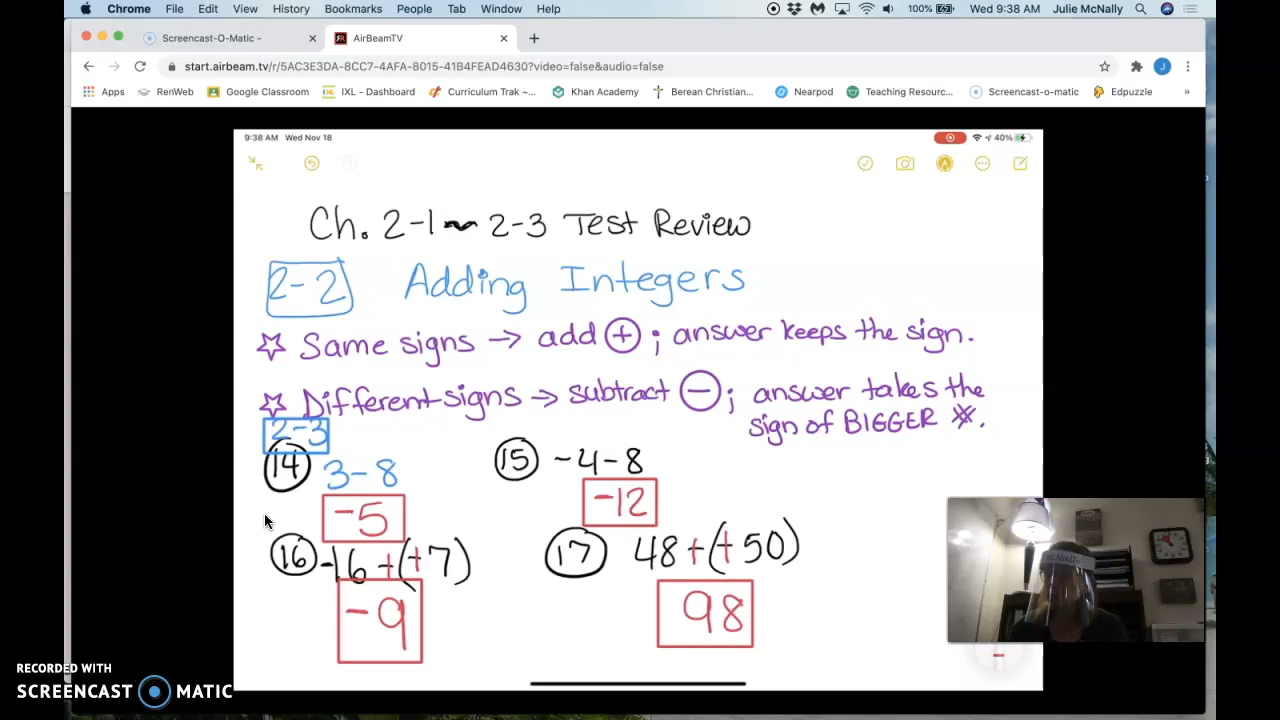 Chrome File Edit View History Bookmarks People Tab Window Help 100% Wed 9:38 AM Julie McNally
Screencast-O-Matic - AirBeamTV
start.airbeam.tv/r/5AC3E3DA-8CC7-4AFA-8015-41B4FEAD4630?video=false&audio=false
Apps RenWeb Google Classroom IXL - Dashboard Curriculum Trak ~... Khan Academy Berean Christian... Nearpod Teaching Resourc... Screencast-o-matic Edpuzzle »
9:38 AM Wed Nov 18 40%
Ch. 2-1 ~ 2-3 Test Review
2-2 Adding Integers
☆ Same signs → add +; answer keeps the sign.
☆ Different signs → subtract −; answer takes the
sign of BIGGER #.
2-3
14 3-8 15 -4-8
-5 -12
16 -16+(+7) 17 48+(+50)
-9 98
RECORDED WITH
SCREENCAST MATIC